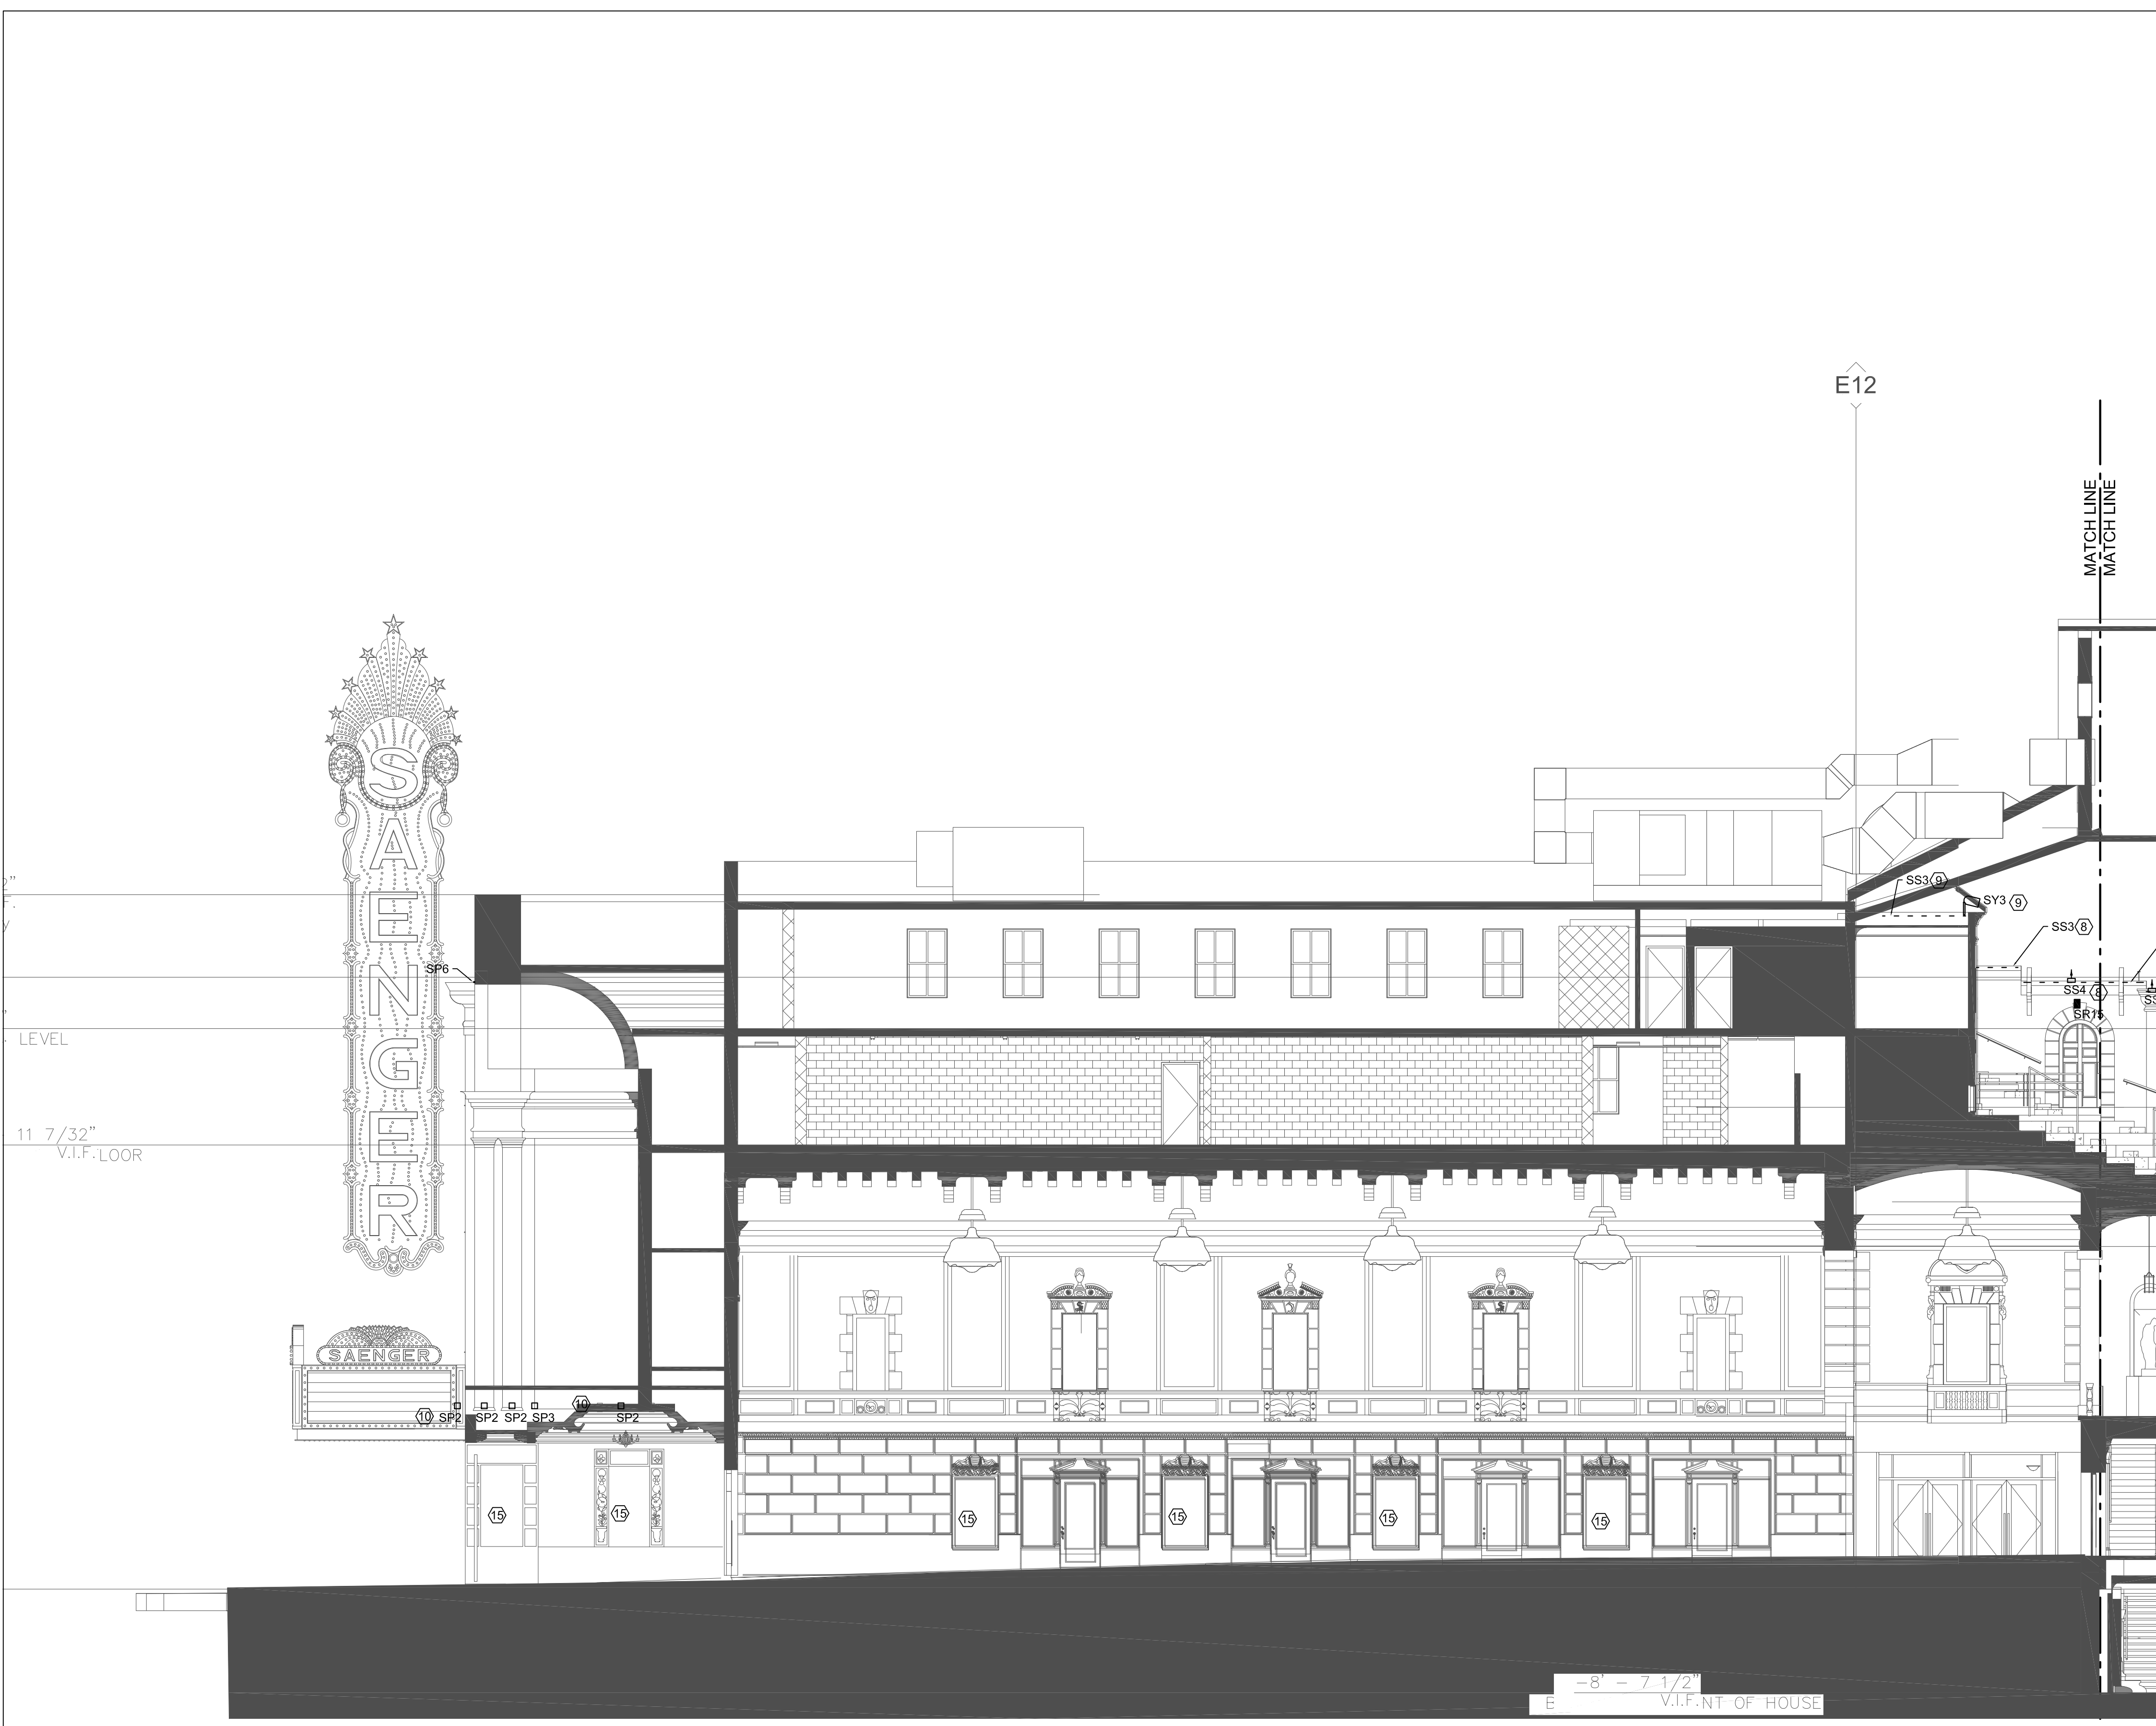 E12
MATCH LINE
MATCH LINE
SAENGER
2"
F.
y
SS3 9
SY3 9
SS3 8
SP6
SS4 8
SS
SR15
"
. LEVEL
11 7/32"
V.I.F. LOOR
S S
SAENGER
10 SP2 SP2 SP2 SP3 10 SP2
15 15 15 15 15 15
-8' - 7 1/2"
V.I.F. NT OF HOUSE